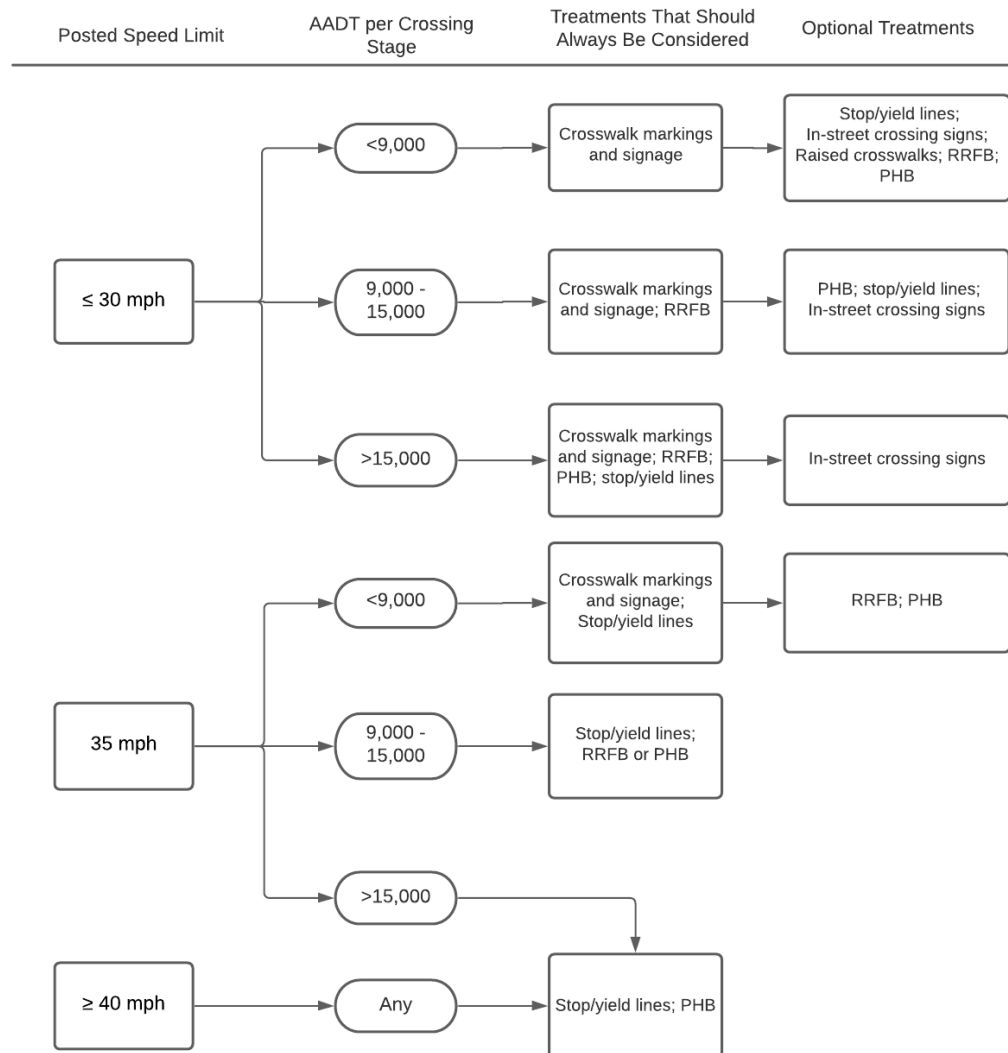 Posted Speed Limit
AADT per Crossing
Stage
Treatments That Should
Always Be Considered
Optional Treatments
≤ 30 mph
<9,000
Crosswalk markings
and signage
Stop/yield lines;
In-street crossing signs;
Raised crosswalks; RRFB;
PHB
9,000 -
15,000
Crosswalk markings
and signage; RRFB
PHB; stop/yield lines;
In-street crossing signs
>15,000
Crosswalk markings
and signage; RRFB;
PHB; stop/yield lines
In-street crossing signs
35 mph
<9,000
Crosswalk markings
and signage;
Stop/yield lines
RRFB; PHB
9,000 -
15,000
Stop/yield lines;
RRFB or PHB
>15,000
≥ 40 mph
Any
Stop/yield lines; PHB